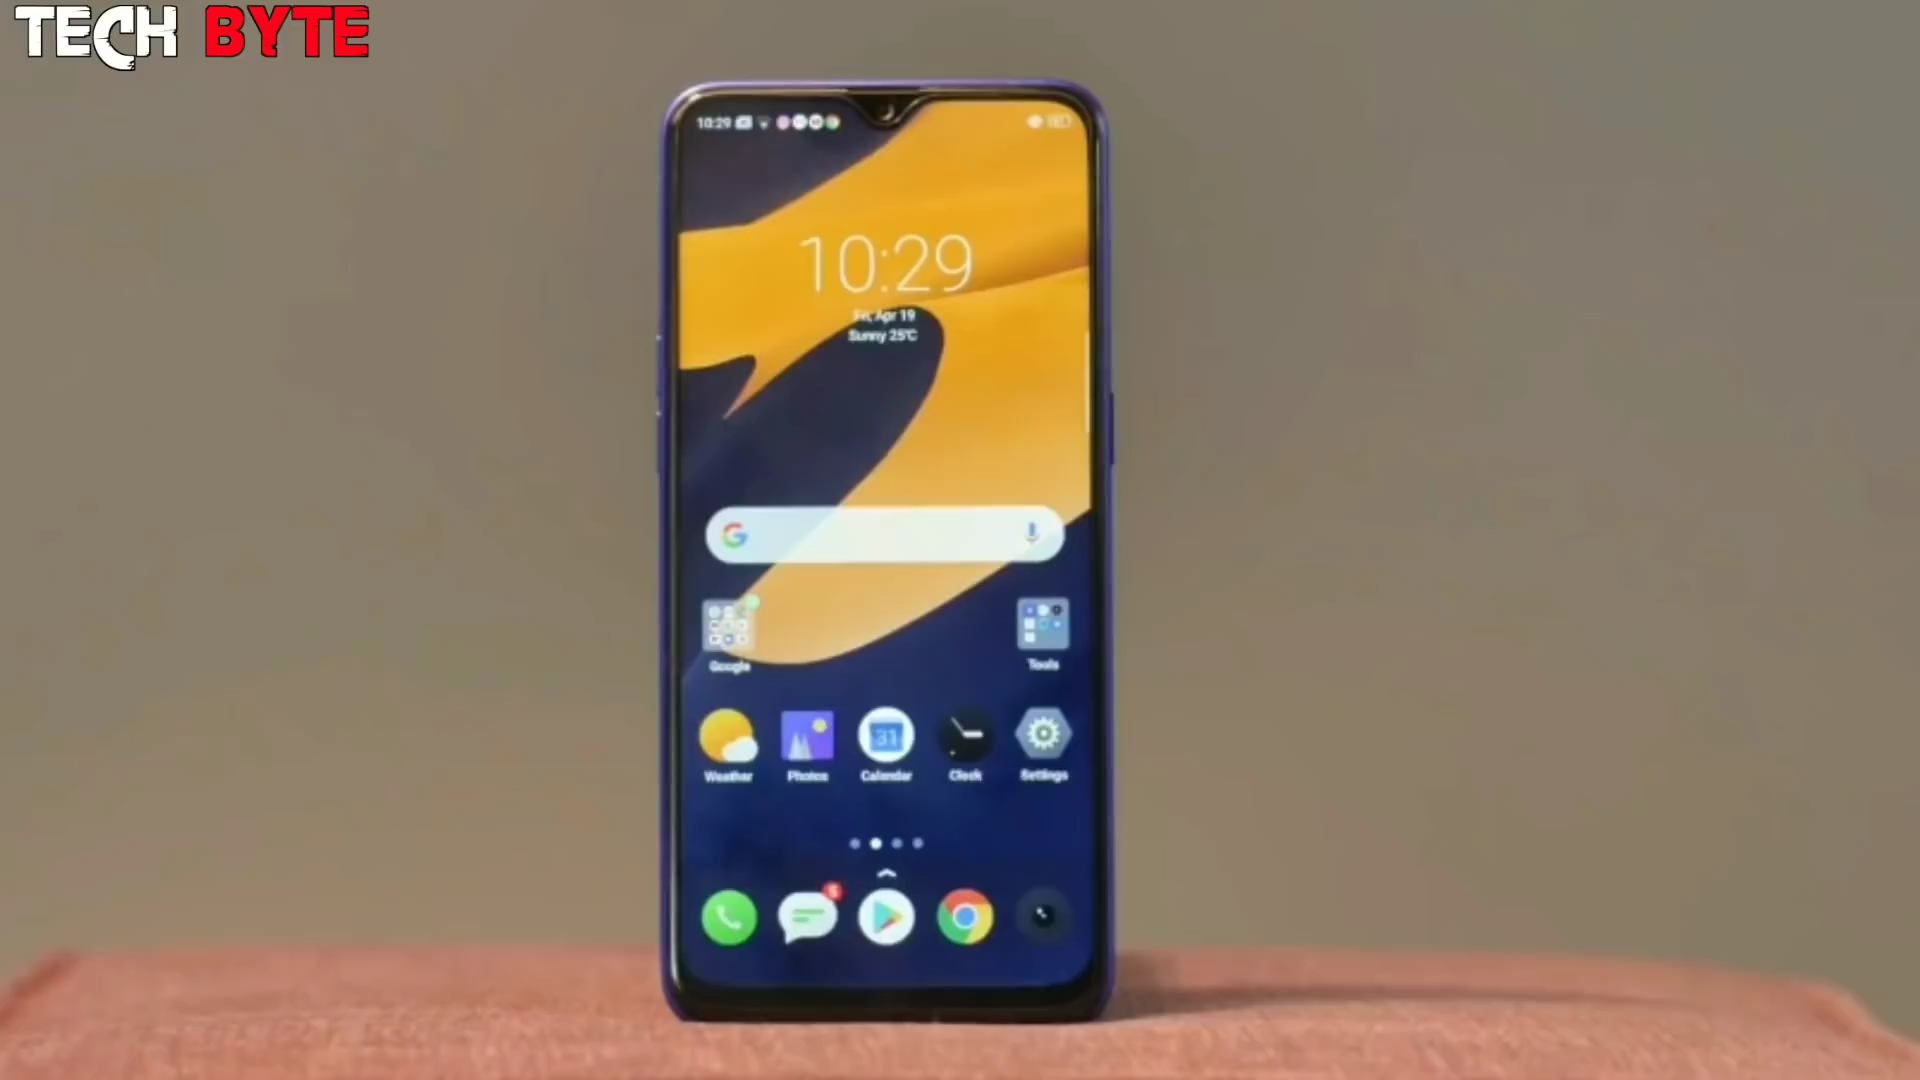 TECH BYTE
10:29
10:29
Fri, Apr 19
Sunny 25°C
Google
Tools
31
Weather
Photos
Calendar
Clock
Settings